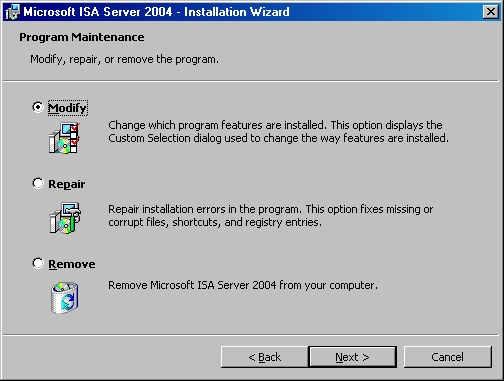 Microsoft ISA Server 2004 - Installation Wizard
Program Maintenance
Modify, repair, or remove the program.
Modify
Change which program features are installed. This option displays the
Custom Selection dialog used to change the way features are installed.
Repair
Repair installation errors in the program. This option fixes missing or
corrupt files, shortcuts, and registry entries.
Remove
Remove Microsoft ISA Server 2004 from your computer.
< Back Next > Cancel